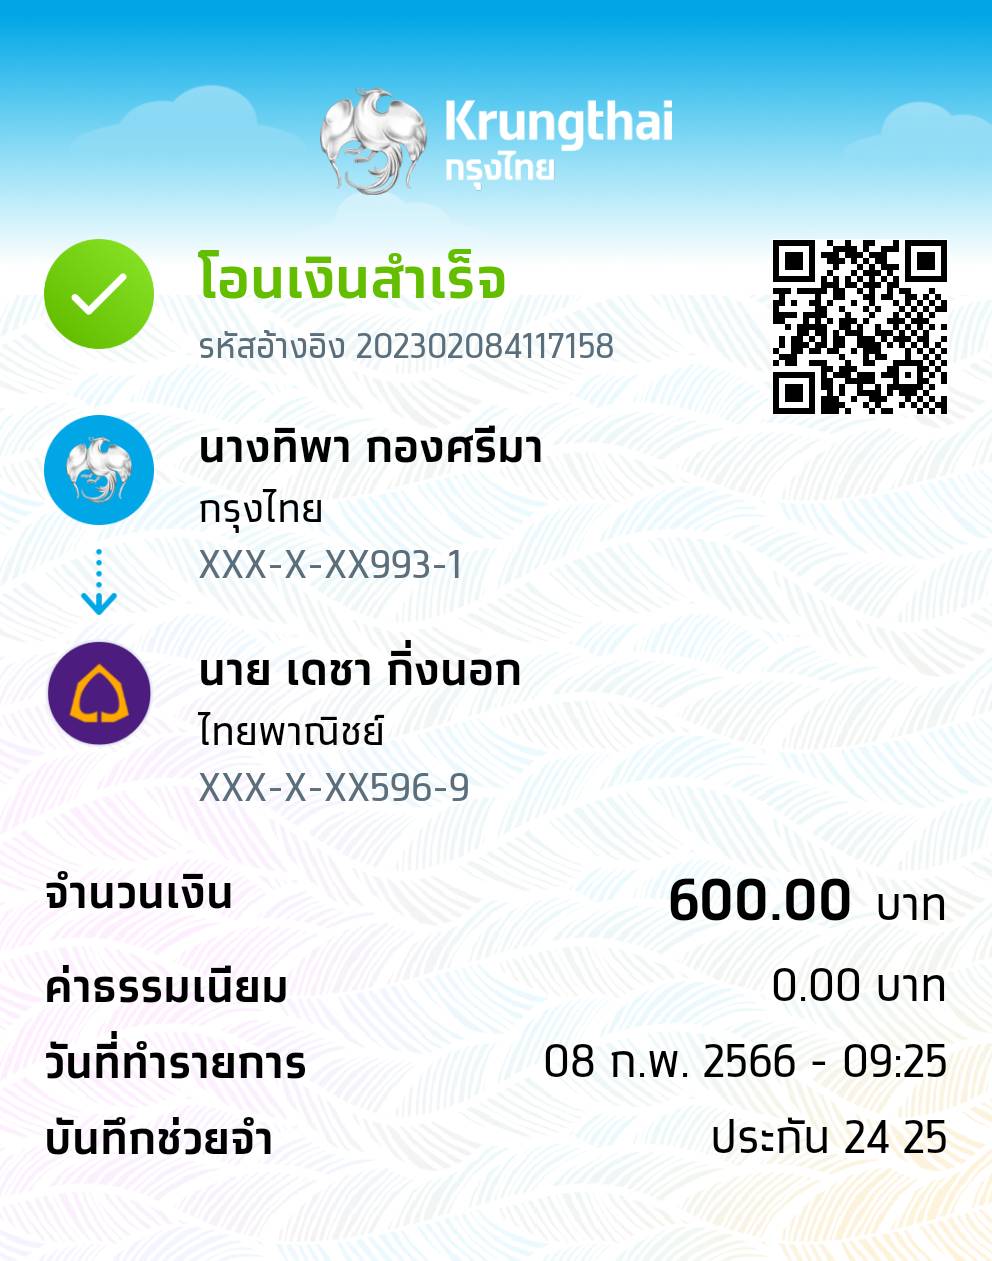 Krungthai
กรุงไทย
โอนเงินสำเร็จ
รหัสอ้างอิง 202302084117158
นางทิพา กองศรีมา
กรุงไทย
XXX-X-XX993-1
นาย เดชา กิ่งนอก
ไทยพาณิชย์
XXX-X-XX596-9
จำนวนเงิน 600.00 บาท
ค่าธรรมเนียม 0.00 บาท
วันที่ทำรายการ 08 ก.พ. 2566 - 09:25
บันทึกช่วยจำ ประกัน 24 25